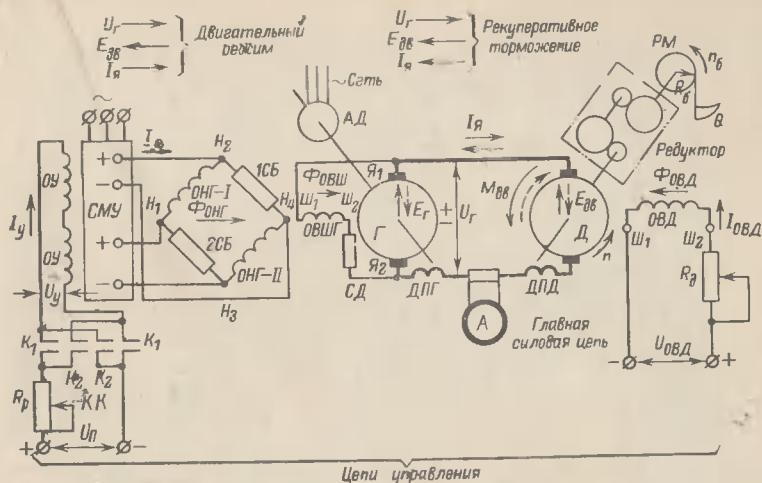 Uг
Eдв
Iя
Двигательный режим
Uг
Eдв
Iя
Рекуперативное торможение
~Сеть
АД
РМ
nб
Rб
Q
Редуктор
~
Iв
H2
1СБ
ОНГ-I
H1
ФОНГ
H4
2СБ
ОНГ-II
H3
ОУ
ОУ
Iу
Uу
СМУ
+
−
+
−
ФОВШ
Ш1
Ш2
ОВШГ
СД
Я1
Eг
Г
Я2
ДПГ
Iя
Uг
±
Mдв
Eдв
Д
n
ДПД
А
Главная силовая цепь
ФОВД
ОВД
Ш1
Ш2
IОВД
Rд
−
UОВД
+
K1
K2
K2
K1
Rр
КК
+
Uп
−
Цепи управления